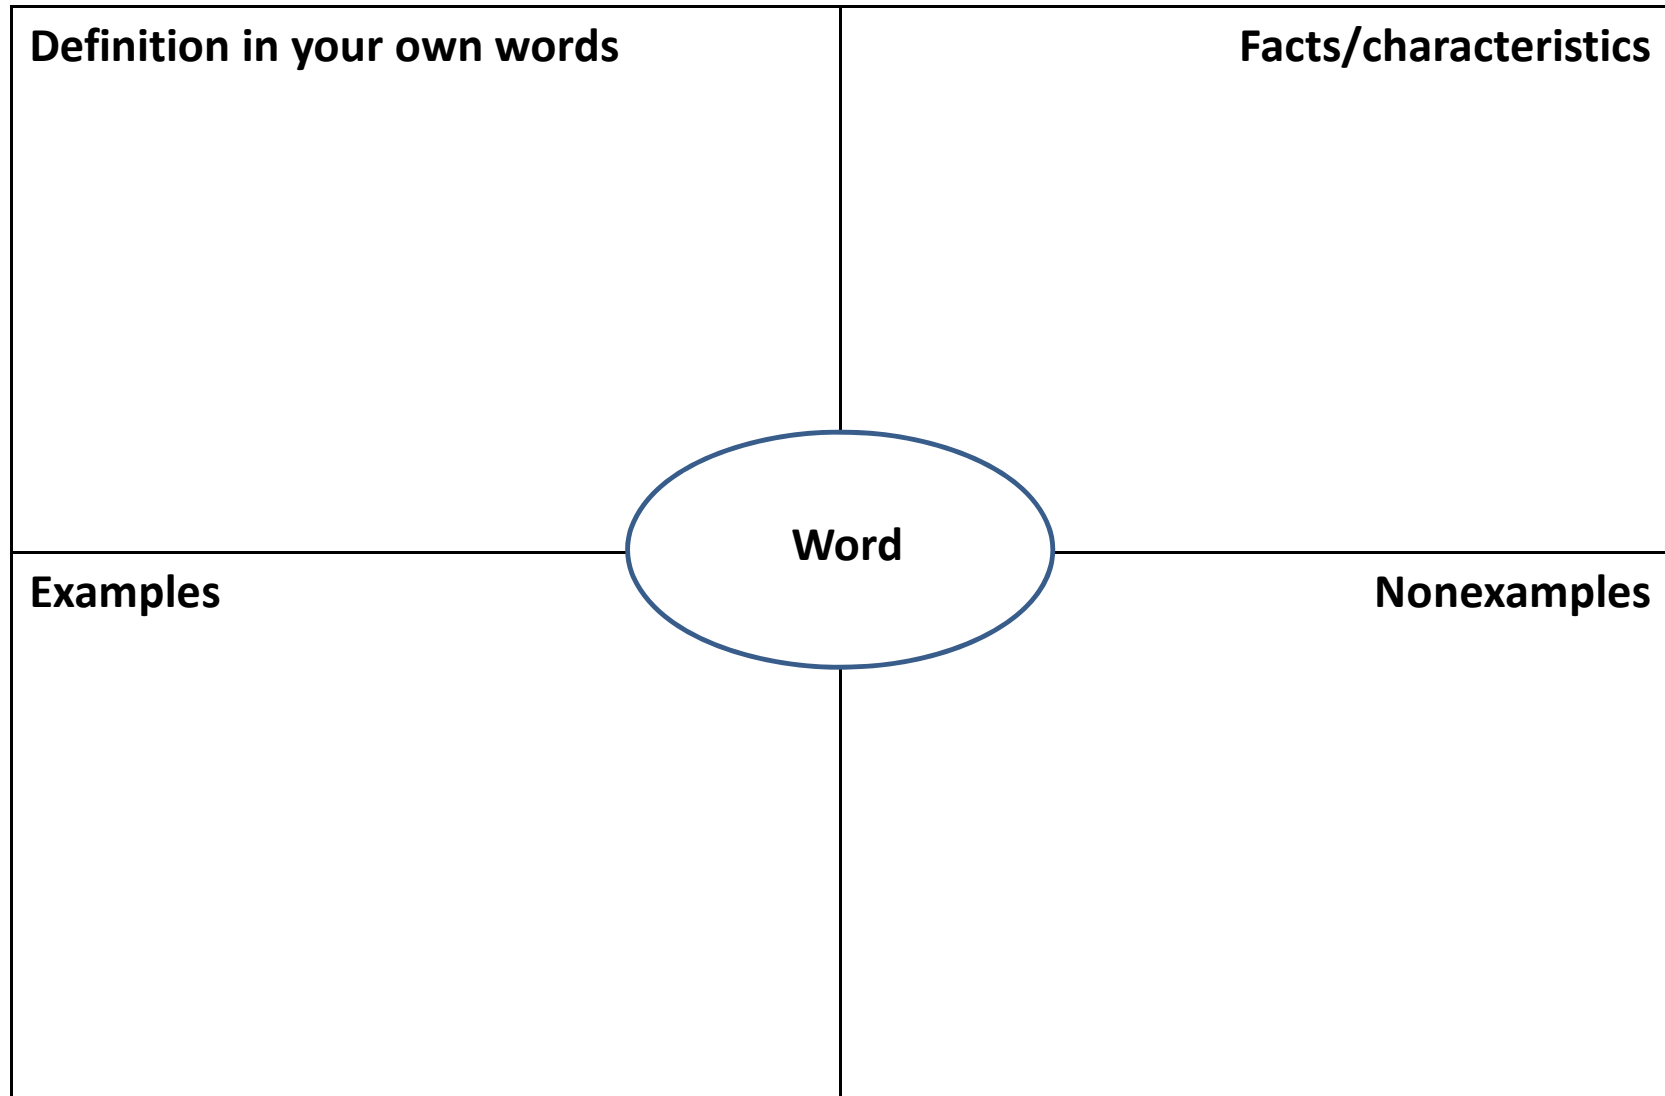 Definition in your own words
Facts/characteristics
Word
Examples
Nonexamples